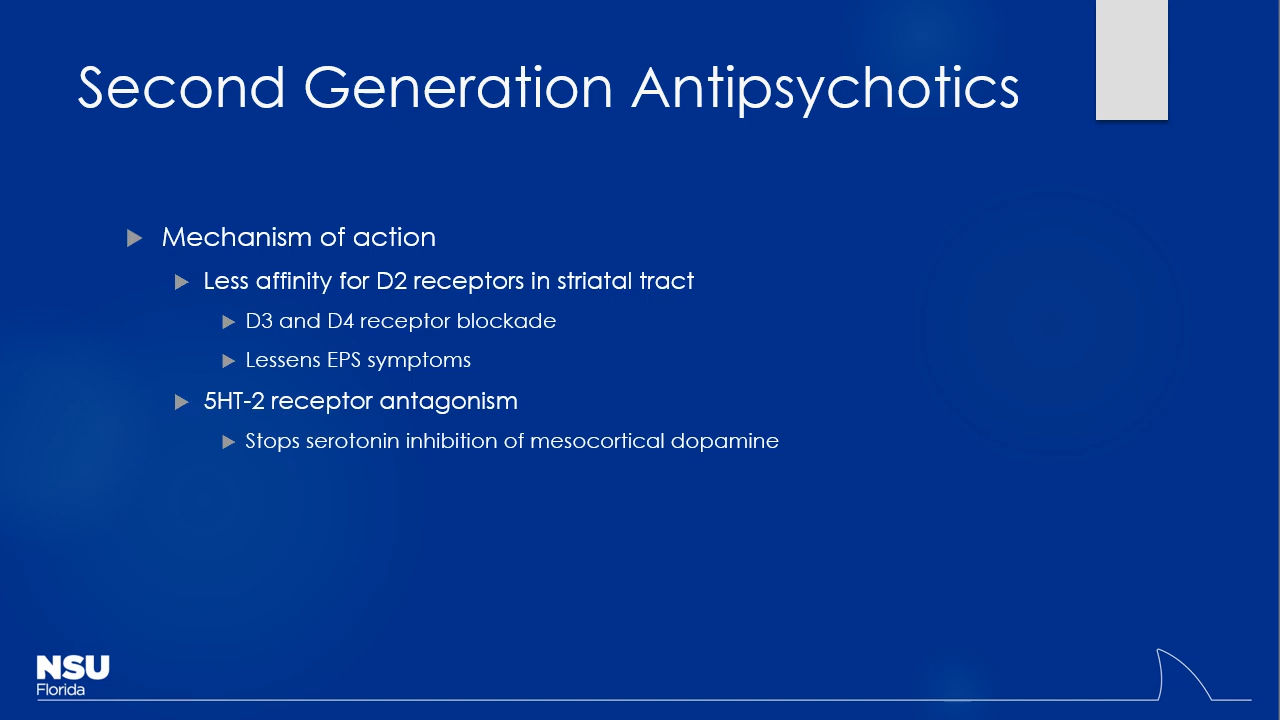 Second Generation Antipsychotics
Mechanism of action
Less affinity for D2 receptors in striatal tract
D3 and D4 receptor blockade
Lessens EPS symptoms
5HT-2 receptor antagonism
Stops serotonin inhibition of mesocortical dopamine
NSU
Florida